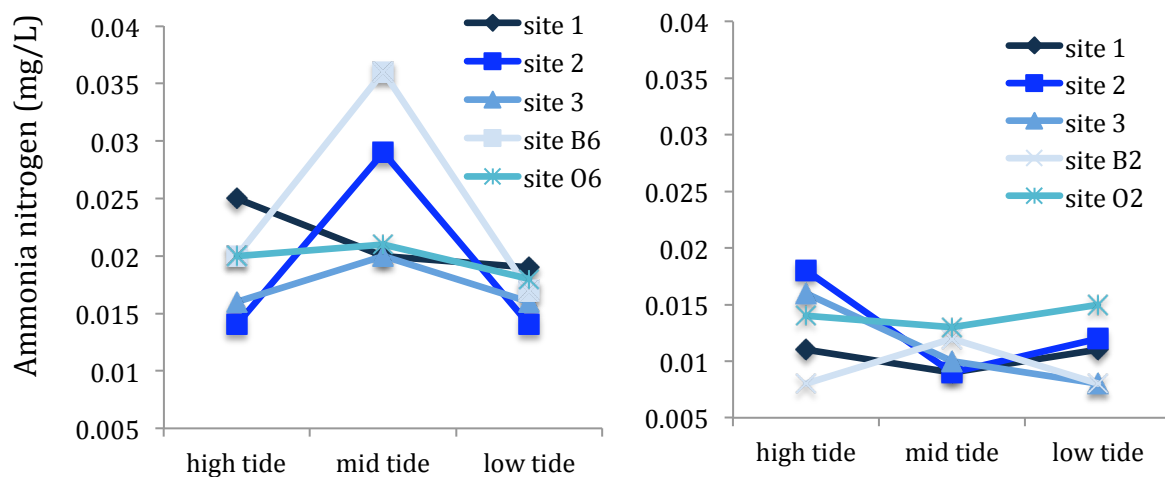 Ammonia nitrogen (mg/L)
0.04
0.035
0.03
0.025
0.02
0.015
0.01
0.005
high tide
mid tide
low tide
site 1
site 2
site 3
site B6
site O6
0.04
0.035
0.03
0.025
0.02
0.015
0.01
0.005
high tide
mid tide
low tide
site 1
site 2
site 3
site B2
site O2